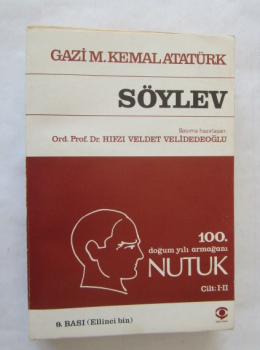 GAZİ M. KEMAL ATATÜRK
SÖYLEV
Basıma hazırlayan:
Ord. Prof. Dr. HIFZI VELDET VELİDEDEOĞLU
100.
doğum yılı armağanı
NUTUK
Cilt: I-II
9. BASI (Ellinci bin)